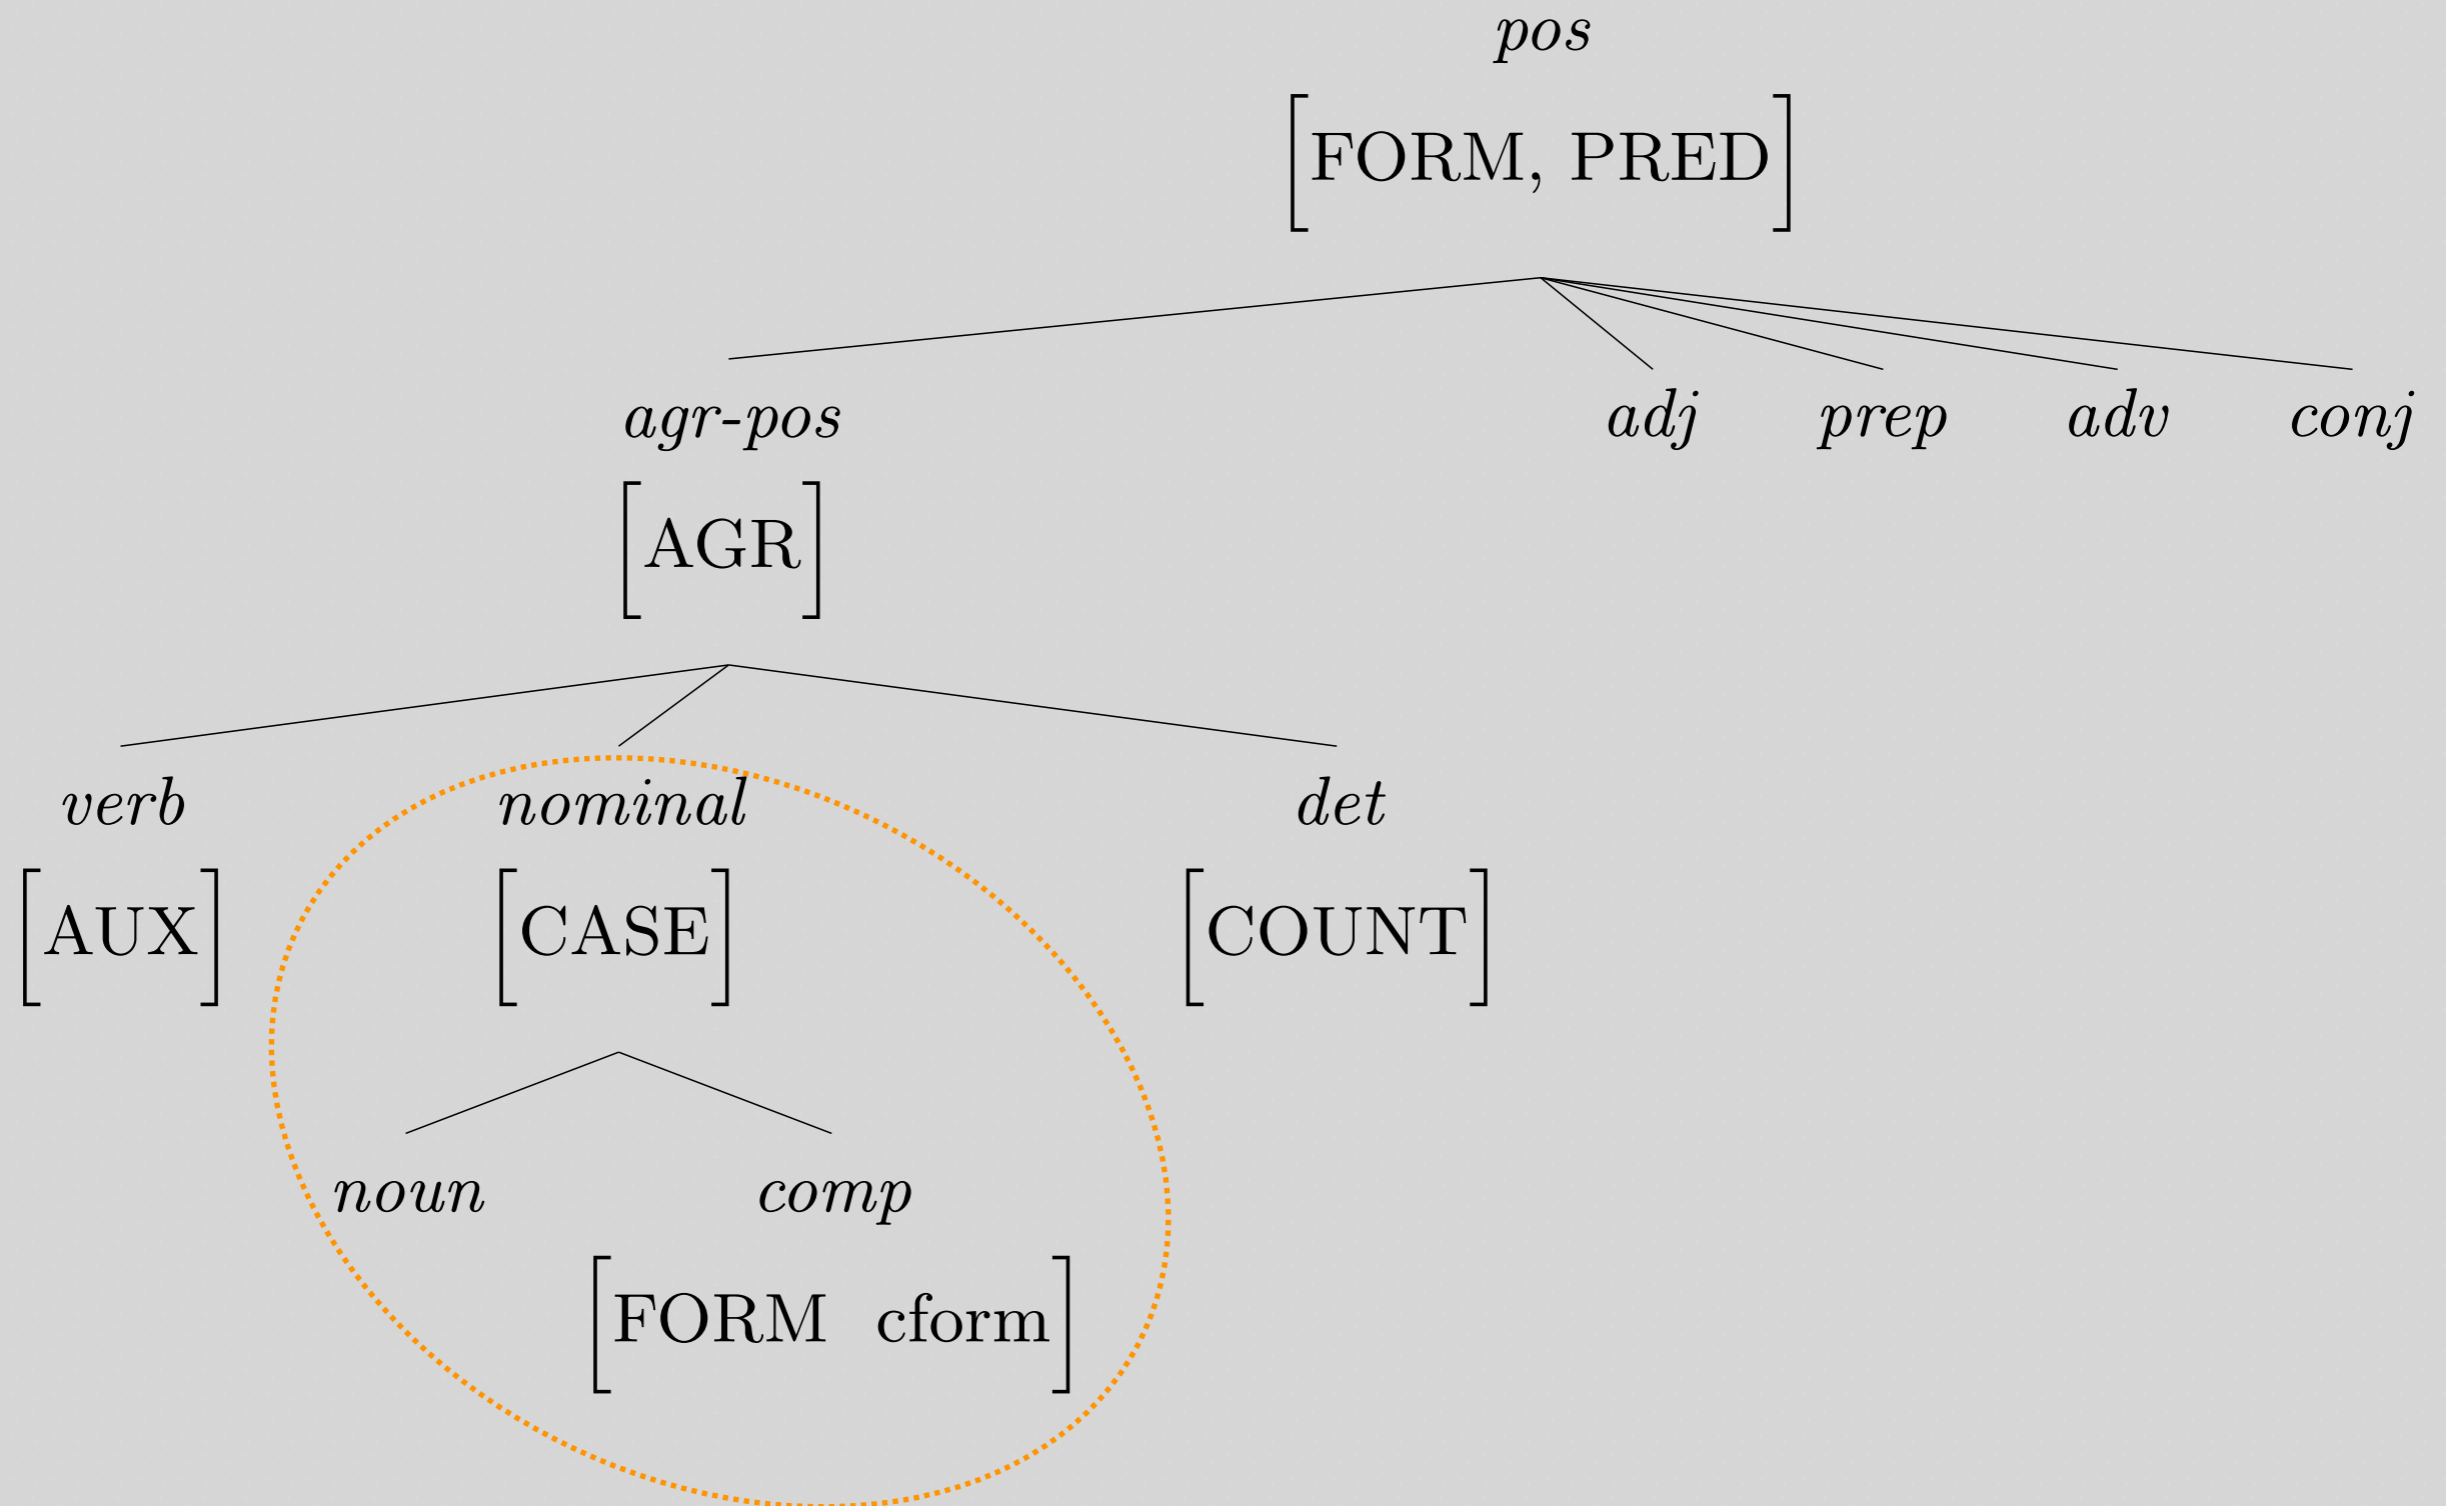 pos
[FORM, PRED]
agr-pos adj prep adv conj
[AGR]
verb nominal det
[AUX] [CASE] [COUNT]
noun comp
[FORM cform]